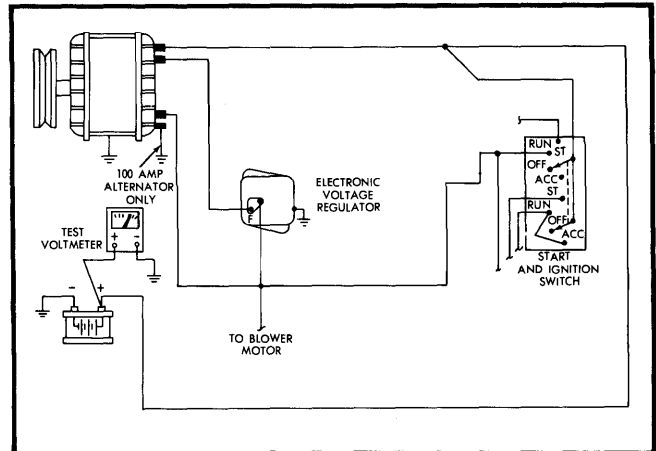 100 AMP
ALTERNATOR
ONLY
TEST
VOLTMETER
+ -
- +
F
ELECTRONIC
VOLTAGE
REGULATOR
TO BLOWER
MOTOR
RUN
ST
OFF
ACC
ST
RUN
OFF
ACC
START
AND IGNITION
SWITCH